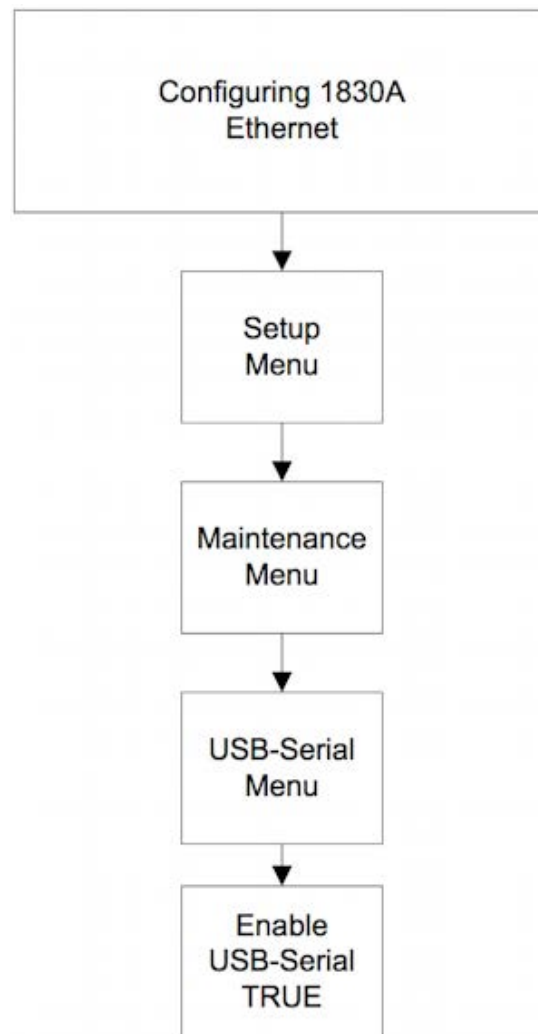 Configuring 1830A
Ethernet
Setup
Menu
Maintenance
Menu
USB-Serial
Menu
Enable
USB-Serial
TRUE